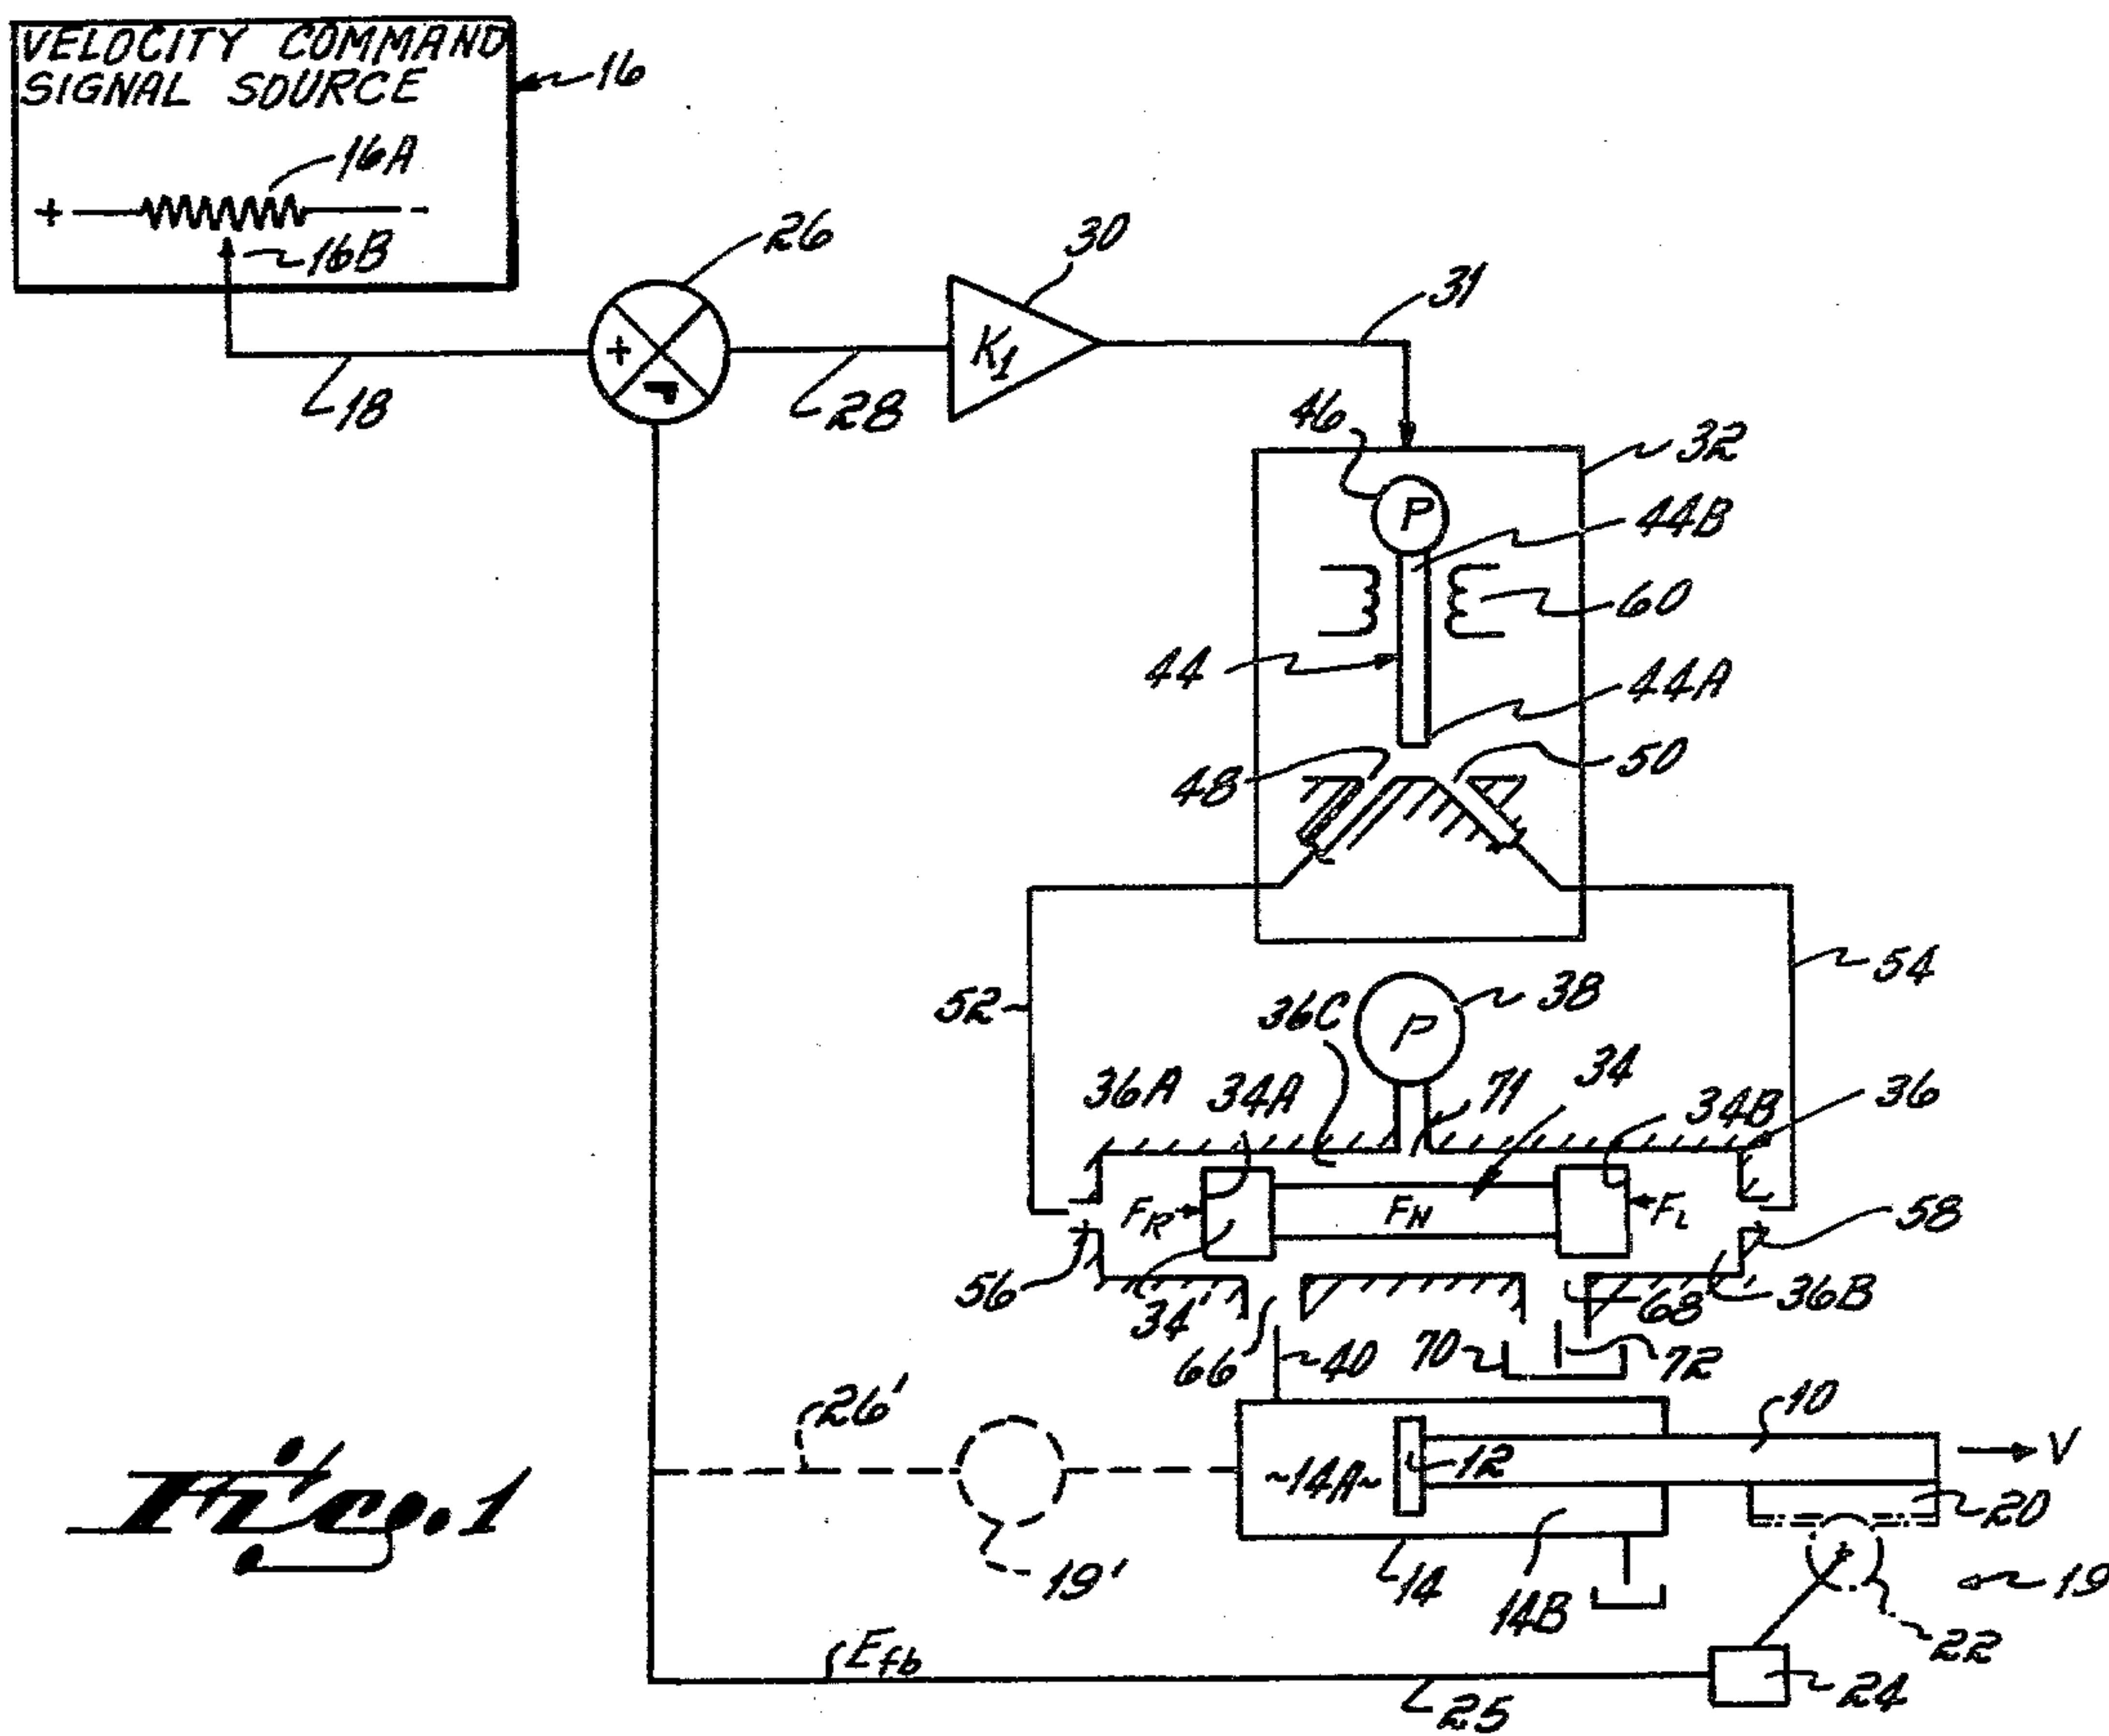 VELOCITY COMMAND
SIGNAL SOURCE
16
16A
+ -
16B
26
30
31
+
-
K1
18
28
46
32
P
44B
60
44
44A
48
50
52
54
36C
38
P
36A
34A
71
34
34B
36
FR
FN
FL
58
56
34'
66
40
70
68
72
36B
26'
10
V
~14A~
12
20
19'
14
14B
19
22
Efb
24
25
Fig. 1